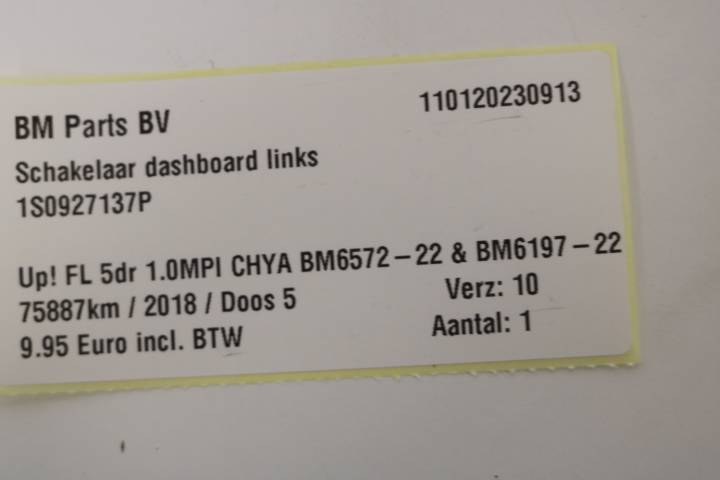 BM Parts BV 110120230913
Schakelaar dashboard links
1S0927137P
Up! FL 5dr 1.0MPI CHYA BM6572-22 & BM6197-22
75887km / 2018 / Doos 5 Verz: 10
9.95 Euro incl. BTW Aantal: 1